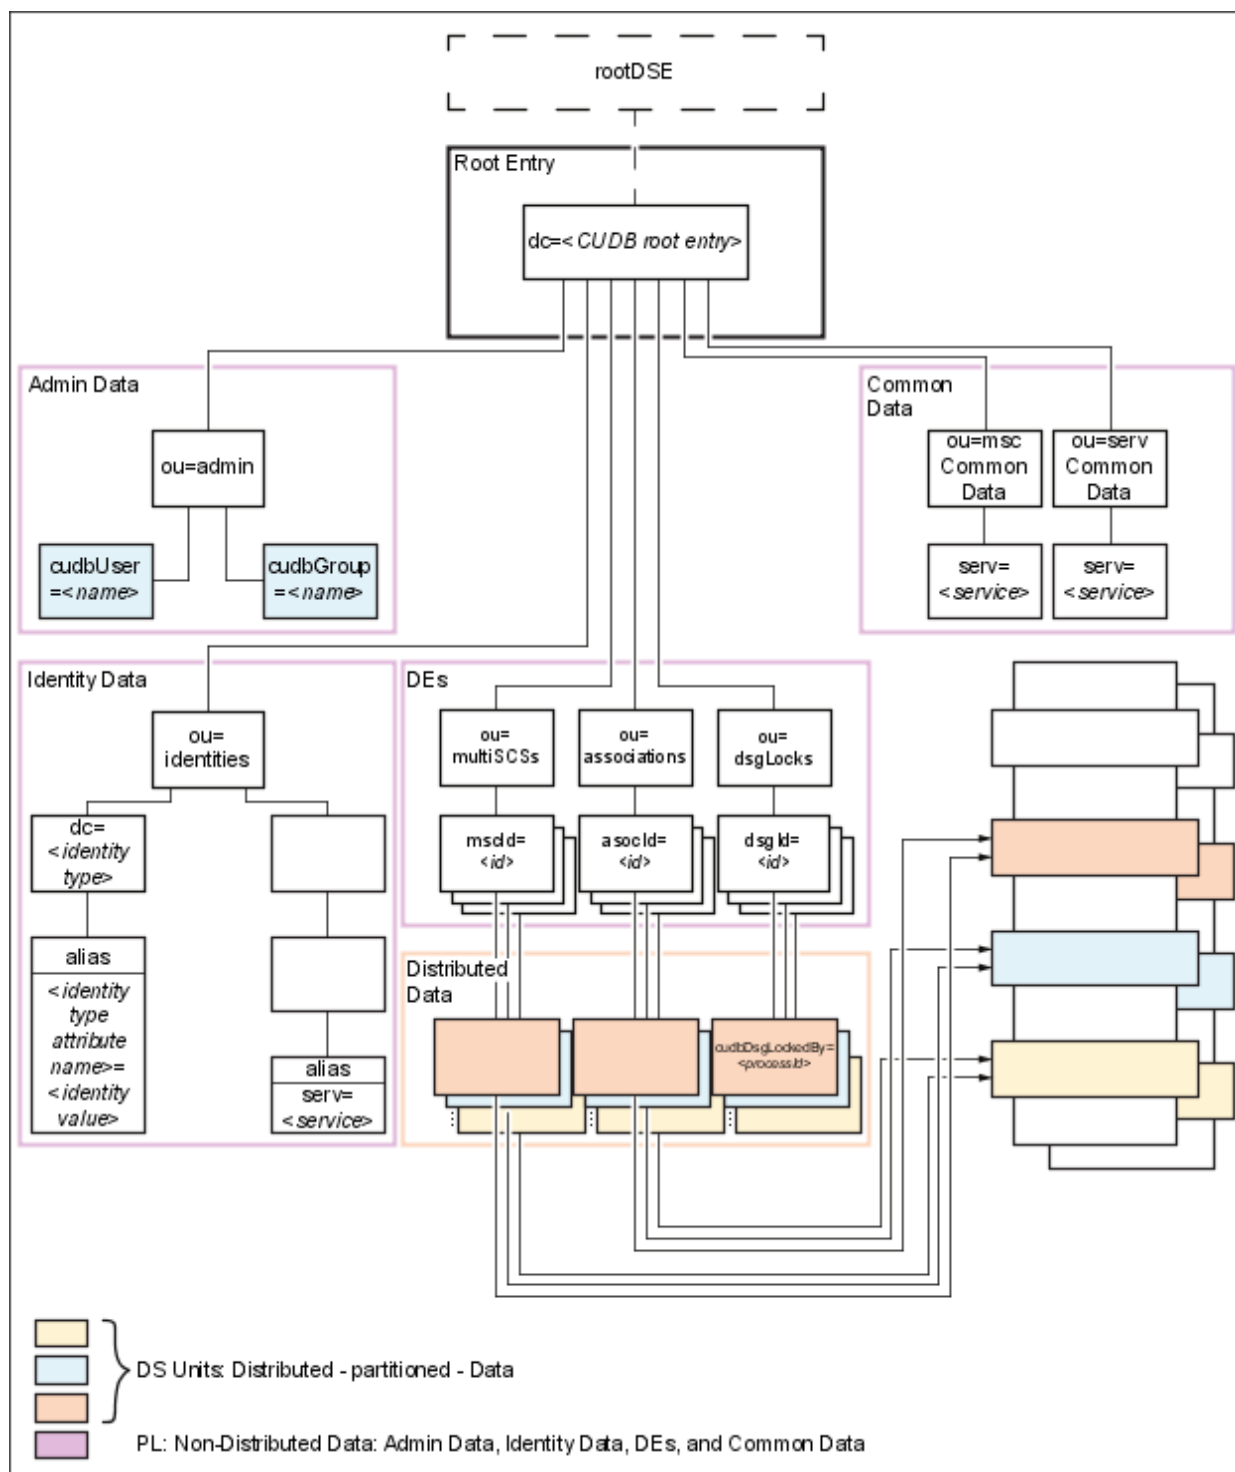 rootDSE
Root Entry
dc=<CUDB root entry>
Admin Data
ou=admin
cudbUser
=<name>
cudbGroup
=<name>
Common
Data
ou=msc
Common
Data
ou=serv
Common
Data
serv=
<service>
serv=
<service>
Identity Data
ou=
identities
dc=
<identity
type>
alias
<identity
type
attribute
name>=
<identity
value>
alias
serv=
<service>
DEs
ou=
multiSCSs
ou=
associations
ou=
dsgLocks
mscId=
<id>
asocId=
<id>
dsgId=
<id>
Distributed
Data
cudbDsgLockedBy=
<processId>
DS Units: Distributed - partitioned - Data
PL: Non-Distributed Data: Admin Data, Identity Data, DEs, and Common Data